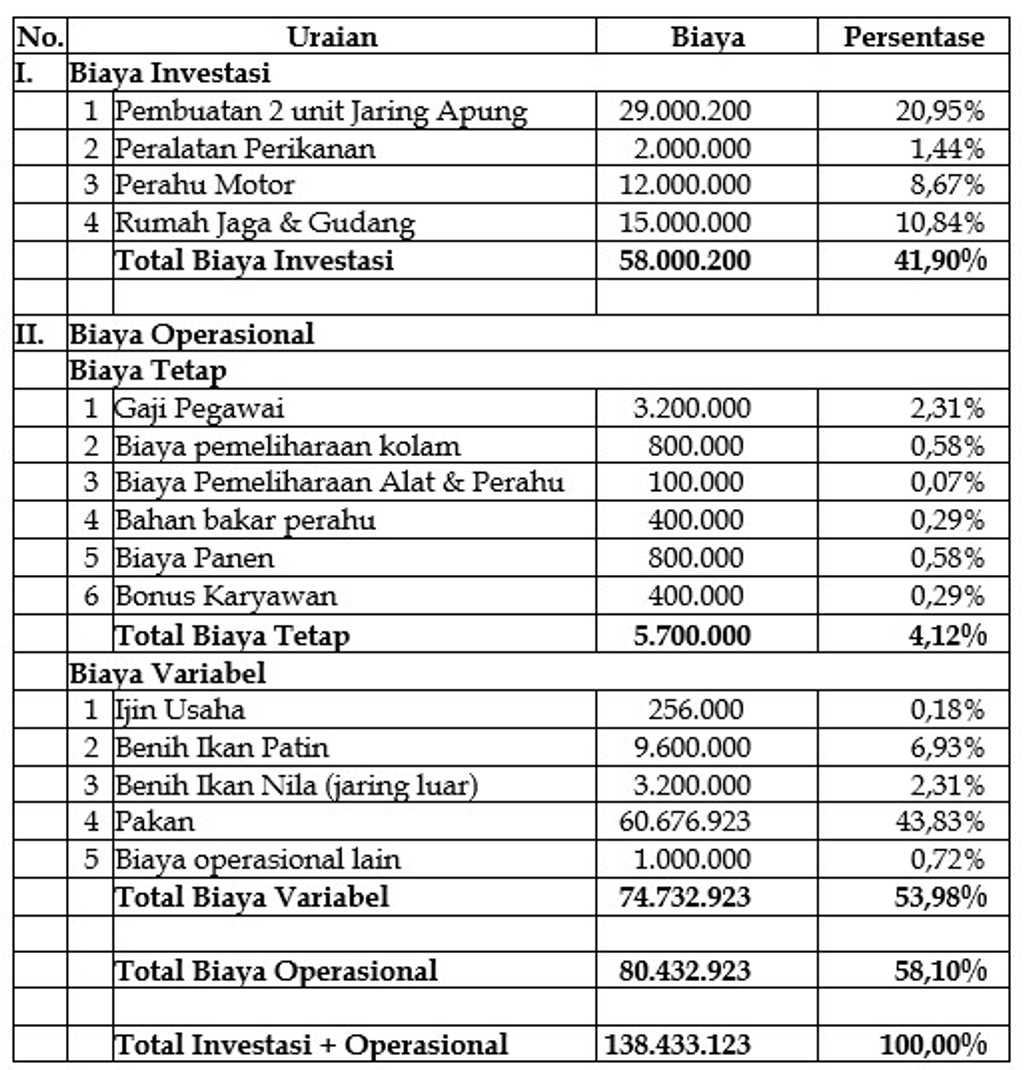 No. Uraian Biaya Persentase
I. Biaya Investasi
1 Pembuatan 2 unit Jaring Apung 29.000.200 20,95%
2 Peralatan Perikanan 2.000.000 1,44%
3 Perahu Motor 12.000.000 8,67%
4 Rumah Jaga & Gudang 15.000.000 10,84%
Total Biaya Investasi 58.000.200 41,90%
II. Biaya Operasional
Biaya Tetap
1 Gaji Pegawai 3.200.000 2,31%
2 Biaya pemeliharaan kolam 800.000 0,58%
3 Biaya Pemeliharaan Alat & Perahu 100.000 0,07%
4 Bahan bakar perahu 400.000 0,29%
5 Biaya Panen 800.000 0,58%
6 Bonus Karyawan 400.000 0,29%
Total Biaya Tetap 5.700.000 4,12%
Biaya Variabel
1 Ijin Usaha 256.000 0,18%
2 Benih Ikan Patin 9.600.000 6,93%
3 Benih Ikan Nila (jaring luar) 3.200.000 2,31%
4 Pakan 60.676.923 43,83%
5 Biaya operasional lain 1.000.000 0,72%
Total Biaya Variabel 74.732.923 53,98%
Total Biaya Operasional 80.432.923 58,10%
Total Investasi + Operasional 138.433.123 100,00%